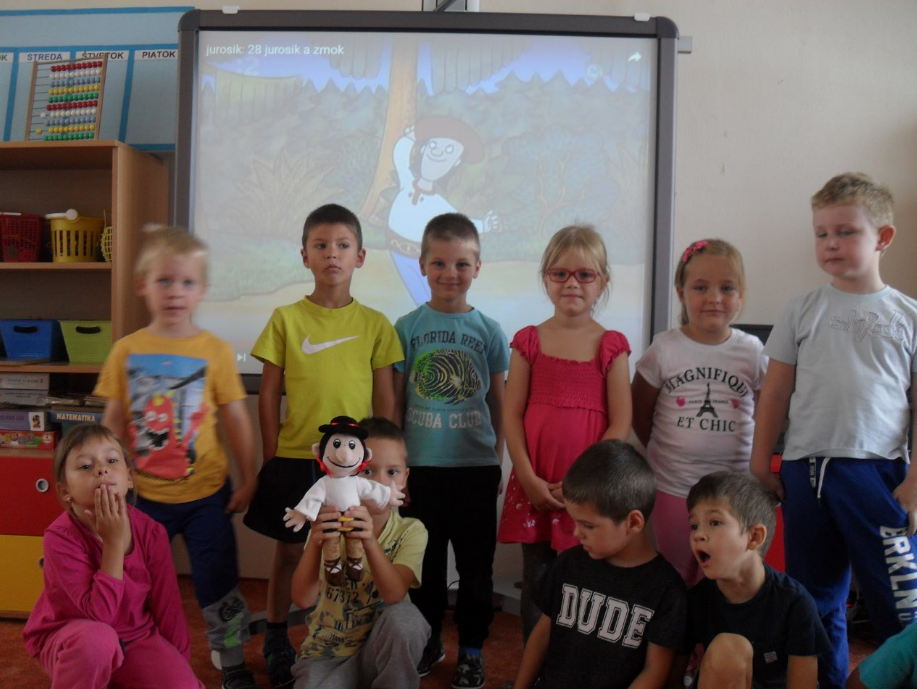 jurosik: 28 jurosik a zmok
STREDA ŠTVRTOK PIATOK
FLORIDA REEF
SCUBA CLUB
MAGNIFIQUE
ET CHIC
DUDE
BRKLN
MATEMATIKA